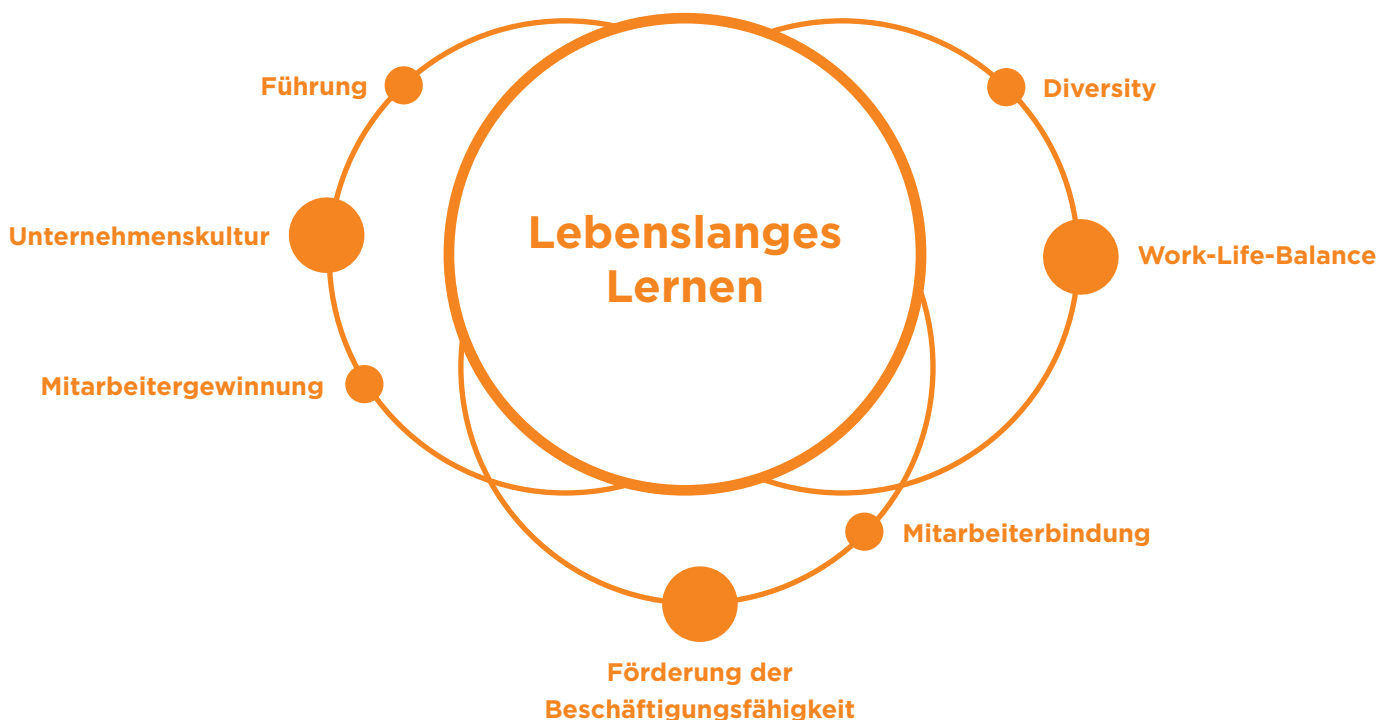 Führung
Diversity
Unternehmenskultur
Lebenslanges
Lernen
Work-Life-Balance
Mitarbeitergewinnung
Mitarbeiterbindung
Förderung der
Beschäftigungsfähigkeit